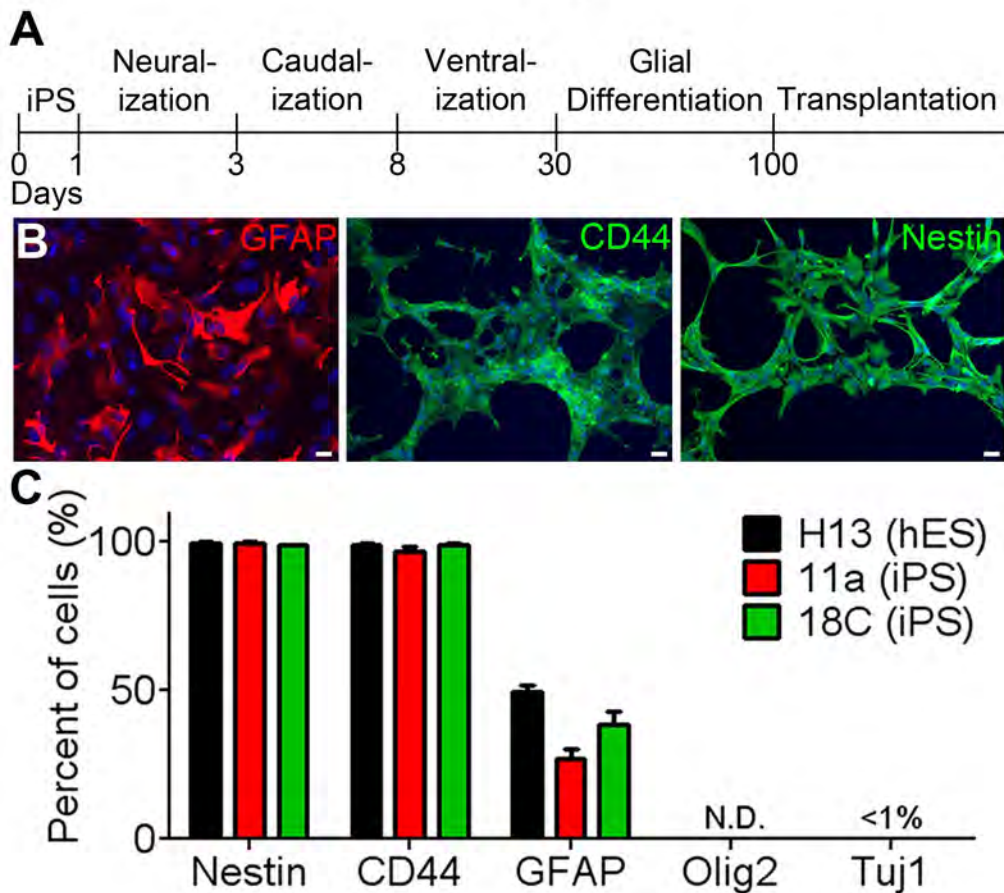 A
Neural-
ization
Caudal-
ization
Ventral-
ization
Glial
Differentiation
iPS
Transplantation
0 1 3 8 30 100
Days
B
GFAP
CD44
Nestin
C
Percent of cells (%)
100
50
0
H13 (hES)
11a (iPS)
18C (iPS)
N.D.
<1%
Nestin CD44 GFAP Olig2 Tuj1